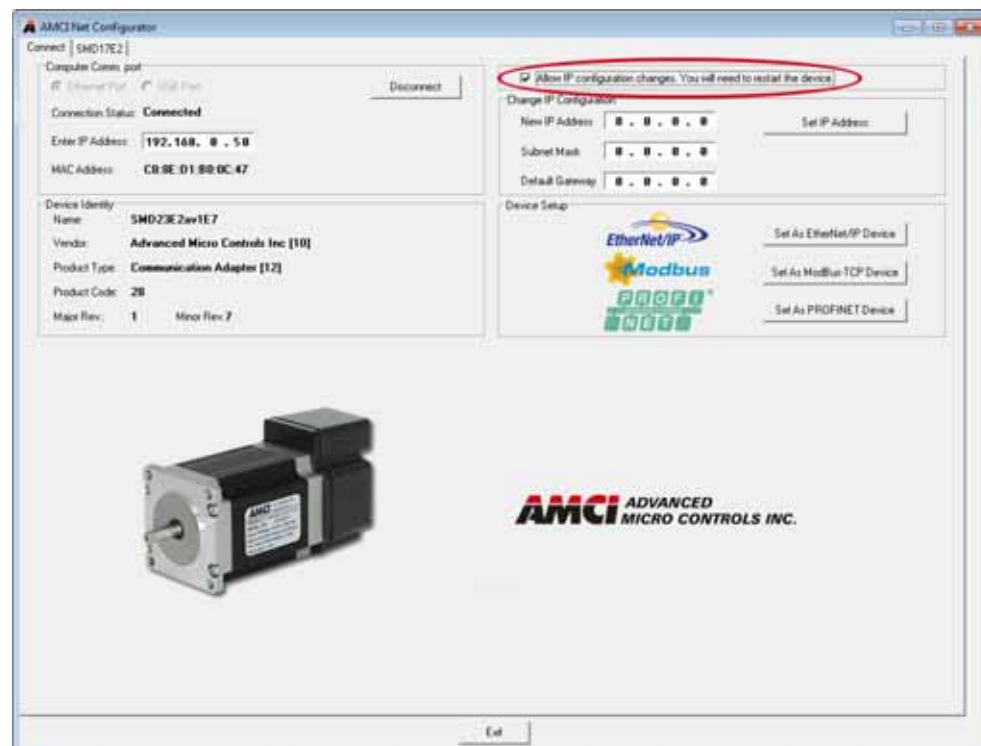 AMCI Net Configurator
Connect SMD17E2
Computer Comm. port
Ethernet Port USB Port
Disconnect
Connection Status: Connected
Enter IP Address: 192.168. 0 .50
MAC Address: C8:8E:D1:80:0C:47
Allow IP configuration changes. You will need to restart the device.
Change IP Configuration
New IP Address 0 . 0 . 0 . 0
Set IP Address
Subnet Mask 0 . 0 . 0 . 0
Default Gateway 0 . 0 . 0 . 0
Device Identity
Name: SMD23E2av1E7
Vendor: Advanced Micro Controls Inc [10]
Product Type: Communication Adapter [12]
Product Code: 28
Major Rev.: 1 Minor Rev.7
Device Setup
EtherNet/IP
Set As EtherNet/IP Device
Modbus
Set As ModBus-TCP Device
PROFI
NET
Set As PROFINET Device
AMCI
AMCI ADVANCED
MICRO CONTROLS INC.
Exit